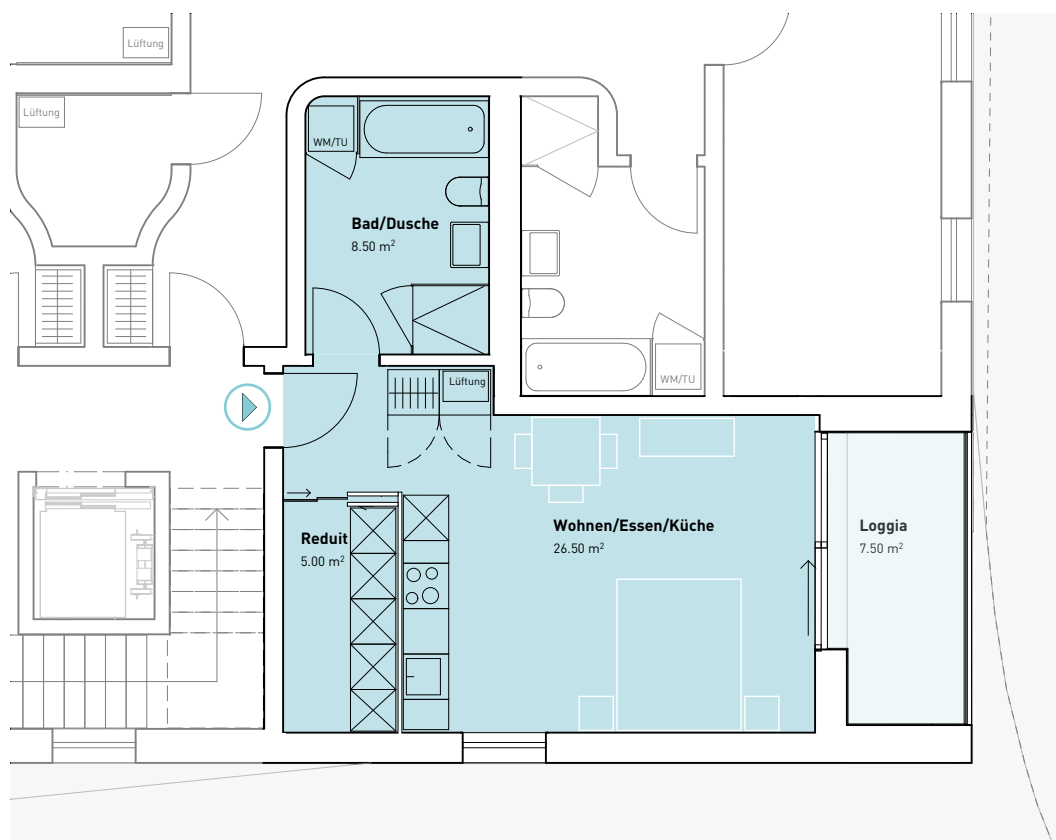 Lüftung
Lüftung
WM/TU
Bad/Dusche
8.50 m²
WM/TU
Lüftung
Reduit
5.00 m²
Wohnen/Essen/Küche
26.50 m²
Loggia
7.50 m²